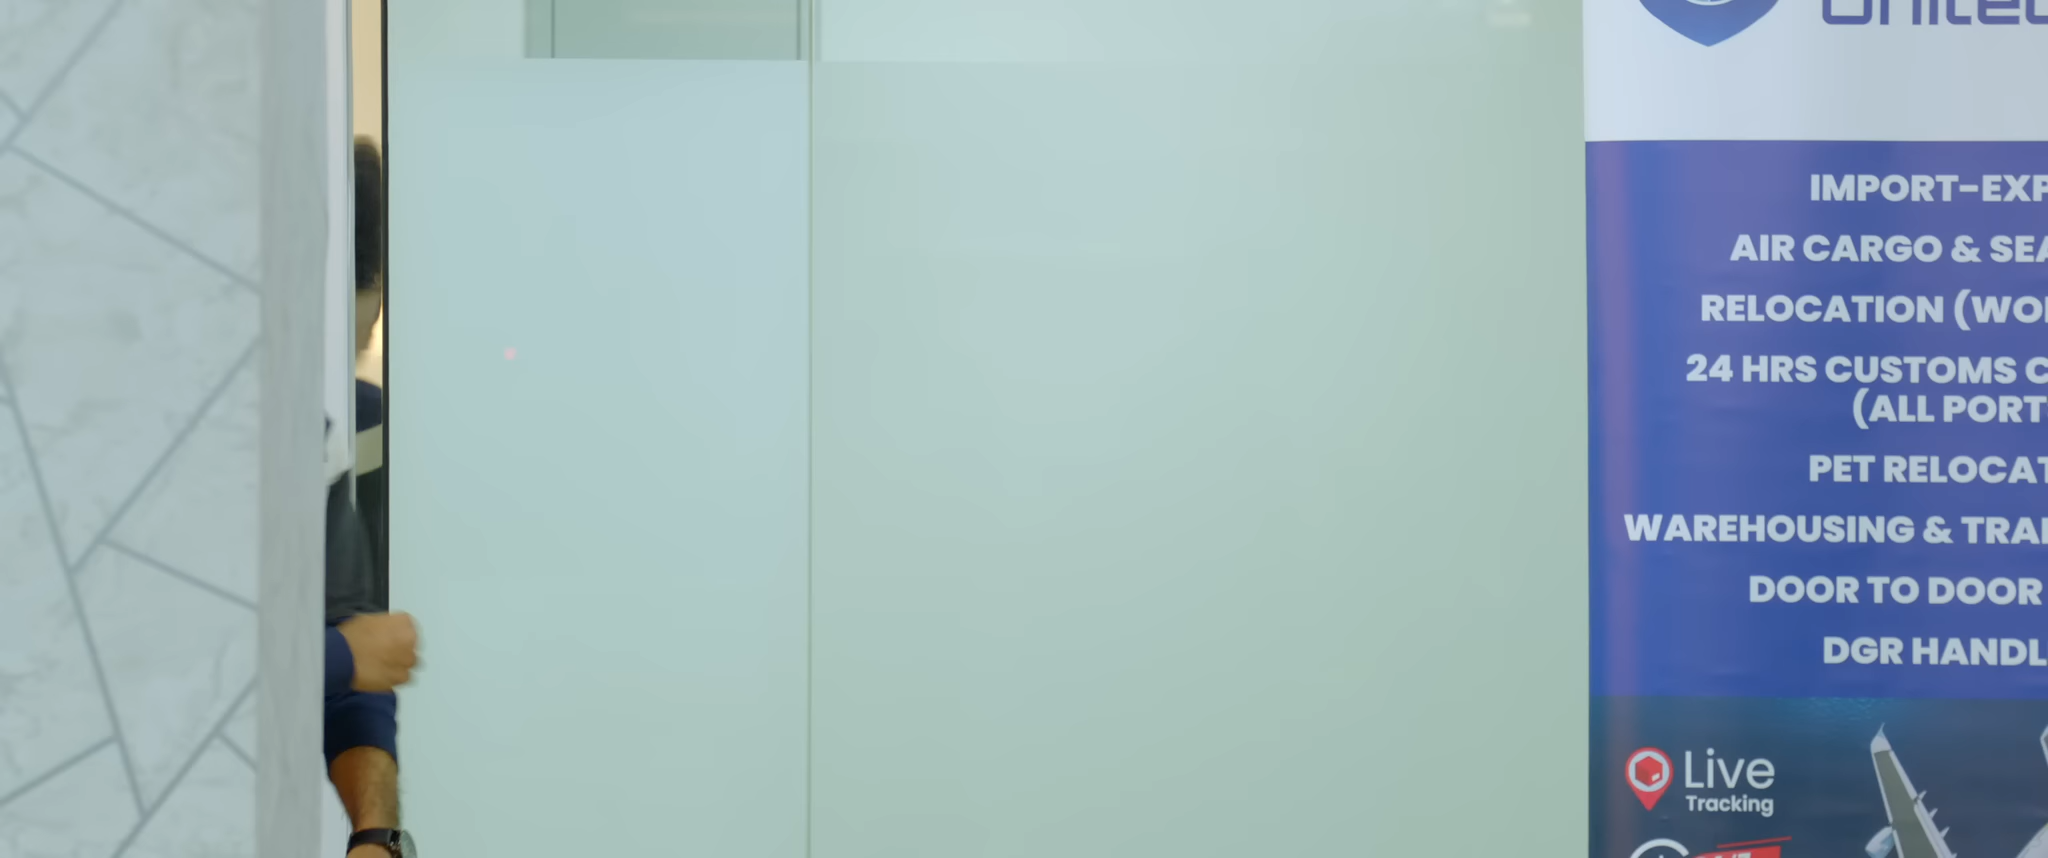 United
IMPORT-EXP
AIR CARGO & SEA
RELOCATION (WO
24 HRS CUSTOMS C
(ALL PORT
PET RELOCAT
WAREHOUSING & TRA
DOOR TO DOOR
DGR HANDL
Live
Tracking